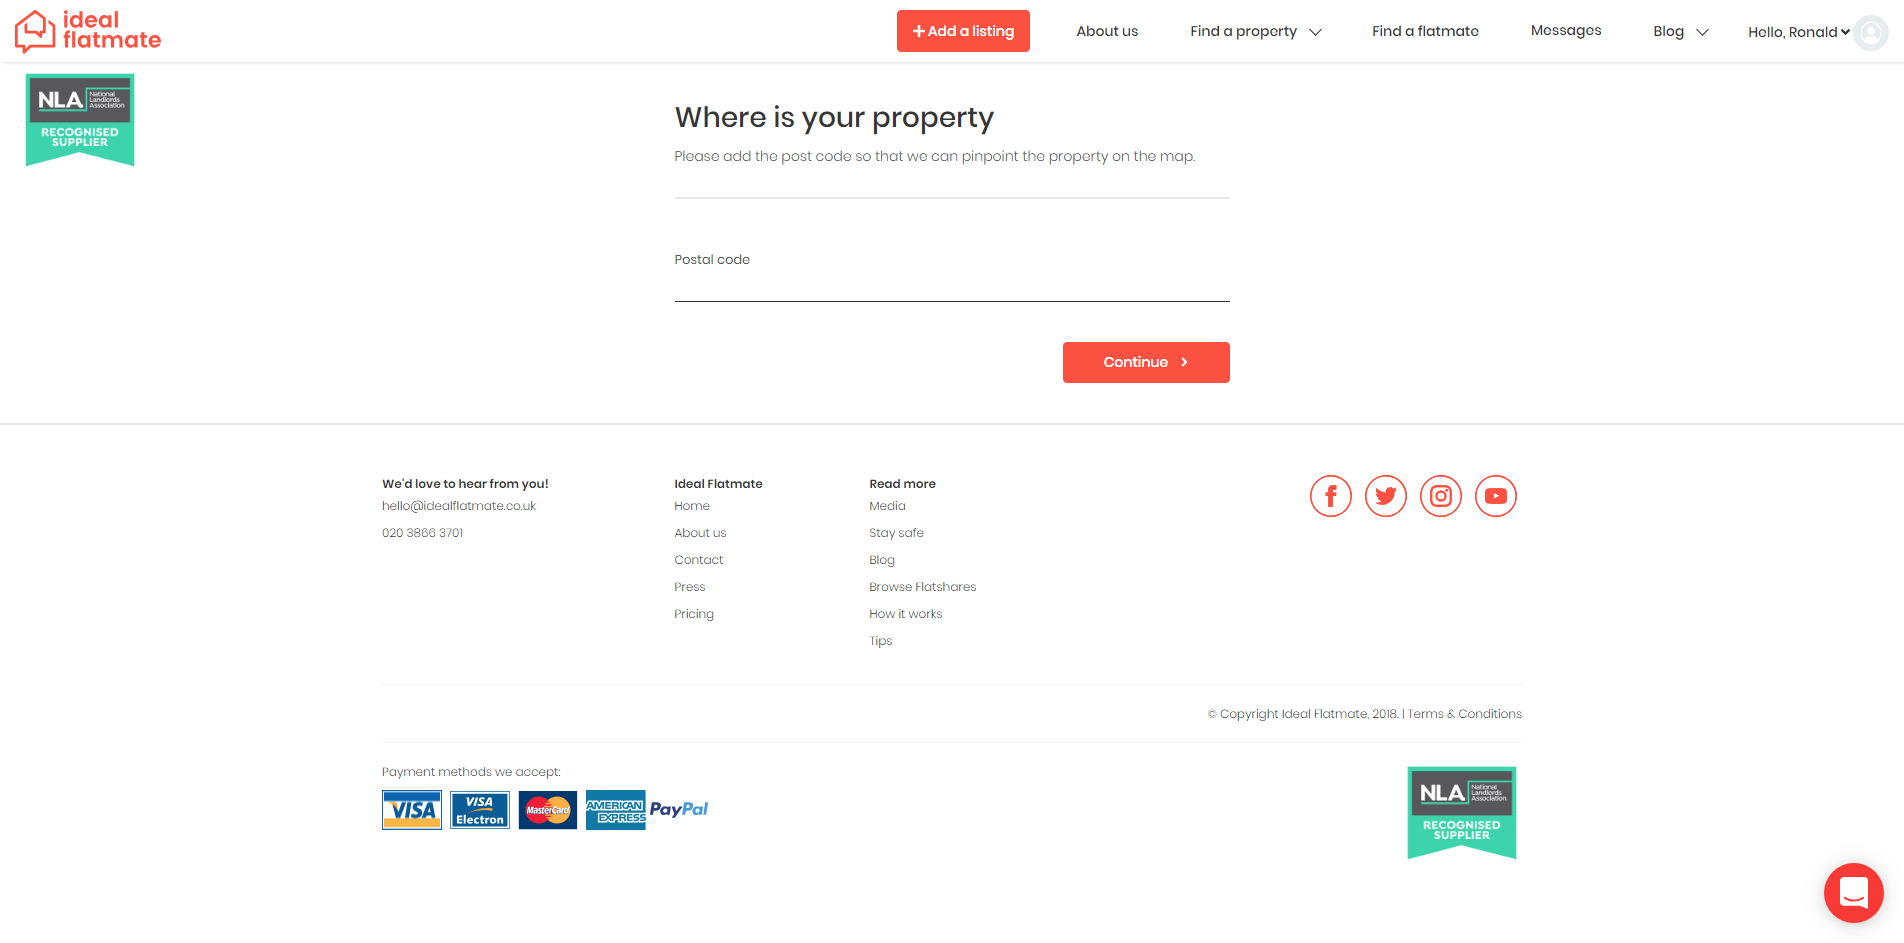 ideal
flatmate
Add a listing
About us
Find a property
Find a flatmate
Messages
Blog
Hello, Ronald
NLA National Landlords Association
RECOGNISED
SUPPLIER
Where is your property
Please add the post code so that we can pinpoint the property on the map.
Postal code
Continue
We'd love to hear from you!
hello@idealflatmate.co.uk
020 3866 3701
Ideal Flatmate
Home
About us
Contact
Press
Pricing
Read more
Media
Stay safe
Blog
Browse Flatshares
How it works
Tips
© Copyright Ideal Flatmate, 2018. | Terms & Conditions
Payment methods we accept:
VISA
VISA
Electron
MasterCard
AMERICAN
EXPRESS
PayPal
NLA National Landlords Association
RECOGNISED
SUPPLIER